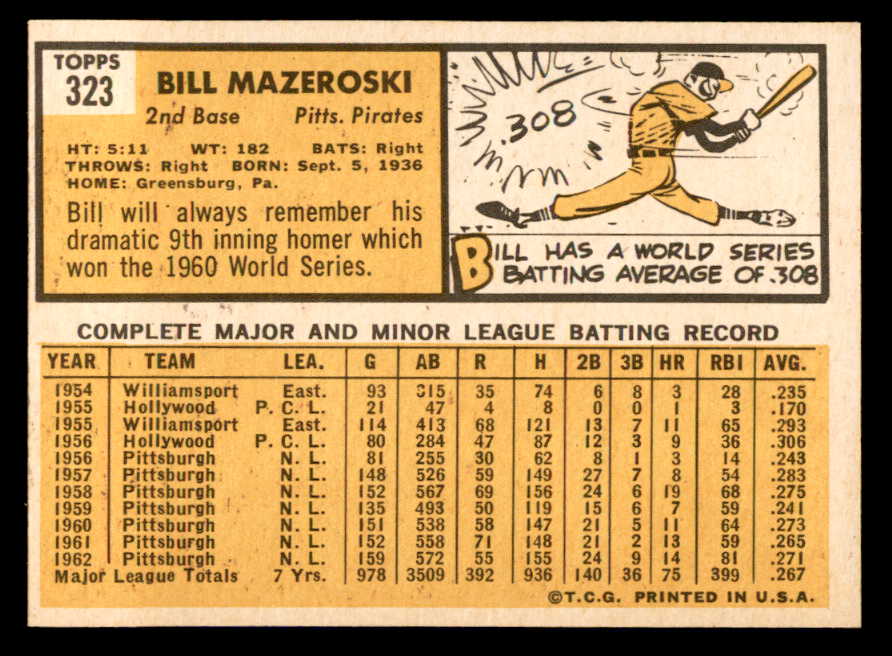 TOPPS
323
BILL MAZEROSKI
2nd Base Pitts. Pirates
HT: 5:11 WT: 182 BATS: Right
THROWS: Right BORN: Sept. 5, 1936
HOME: Greensburg, Pa.
Bill will always remember his
dramatic 9th inning homer which
won the 1960 World Series.
.308
BILL HAS A WORLD SERIES
BATTING AVERAGE OF .308
COMPLETE MAJOR AND MINOR LEAGUE BATTING RECORD
YEAR TEAM LEA. G AB R H 2B 3B HR RBI AVG.
1954 Williamsport East. 93 315 35 74 6 8 3 28 .235
1955 Hollywood P. C. L. 21 47 4 8 0 0 1 3 .170
1955 Williamsport East. 114 413 68 121 13 7 11 65 .293
1956 Hollywood P. C. L. 80 284 47 87 12 3 9 36 .306
1956 Pittsburgh N. L. 81 255 30 62 8 1 3 14 .243
1957 Pittsburgh N. L. 148 526 59 149 27 7 8 54 .283
1958 Pittsburgh N. L. 152 567 69 156 24 6 19 68 .275
1959 Pittsburgh N. L. 135 493 50 119 15 6 7 59 .241
1960 Pittsburgh N. L. 151 538 58 147 21 5 11 64 .273
1961 Pittsburgh N. L. 152 558 71 148 21 2 13 59 .265
1962 Pittsburgh N. L. 159 572 55 155 24 9 14 81 .271
Major League Totals 7 Yrs. 978 3509 392 936 140 36 75 399 .267
©T.C.G. PRINTED IN U.S.A.